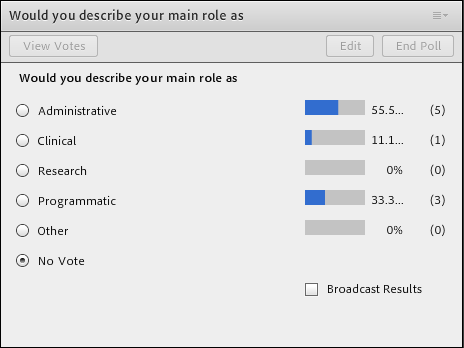 Would you describe your main role as
View Votes Edit End Poll
Would you describe your main role as
Administrative 55.5... (5)
Clinical 11.1... (1)
Research 0% (0)
Programmatic 33.3... (3)
Other 0% (0)
No Vote
Broadcast Results